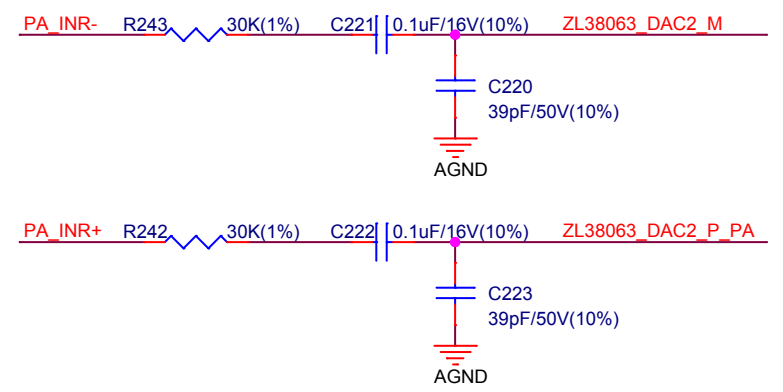 PA_INR- R243 30K(1%) C221 0.1uF/16V(10%) ZL38063_DAC2_M
C220
39pF/50V(10%)
AGND
PA_INR+ R242 30K(1%) C222 0.1uF/16V(10%) ZL38063_DAC2_P_PA
C223
39pF/50V(10%)
AGND